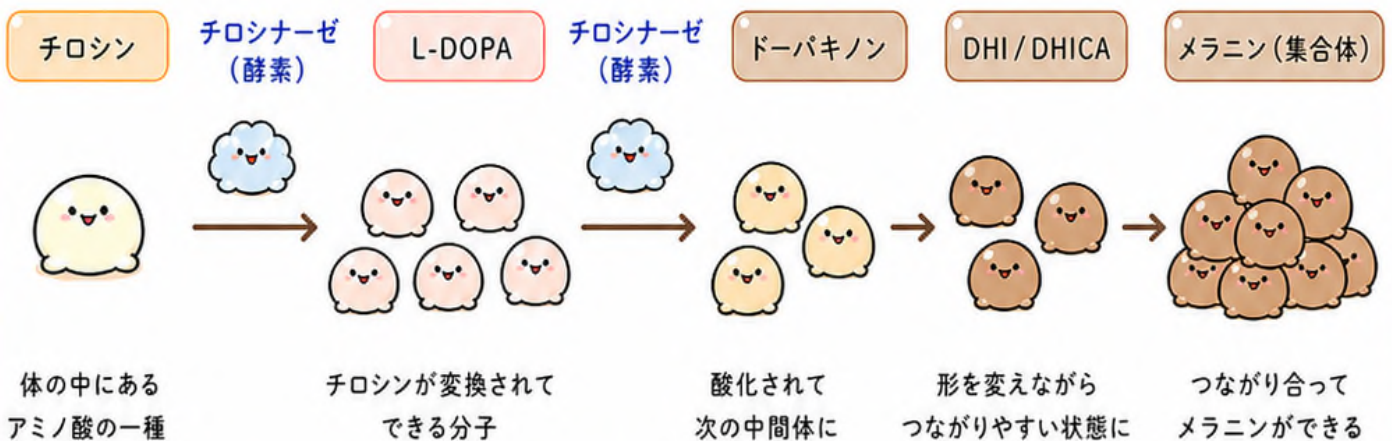 チロシン
チロシナーゼ
(酵素)
L-DOPA
チロシナーゼ
(酵素)
ドーパキノン
DHI/DHICA
メラニン(集合体)
体の中にある
アミノ酸の一種
チロシンが変換されて
できる分子
酸化されて
次の中間体に
形を変えながら
つながりやすい状態に
つながり合って
メラニンができる